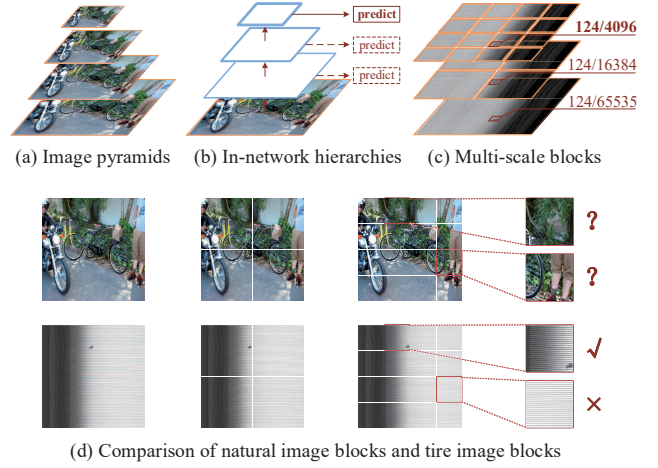 predict
predict
predict
124/4096
124/16384
124/65535
(a) Image pyramids
(b) In-network hierarchies
(c) Multi-scale blocks
?
?
√
×
(d) Comparison of natural image blocks and tire image blocks